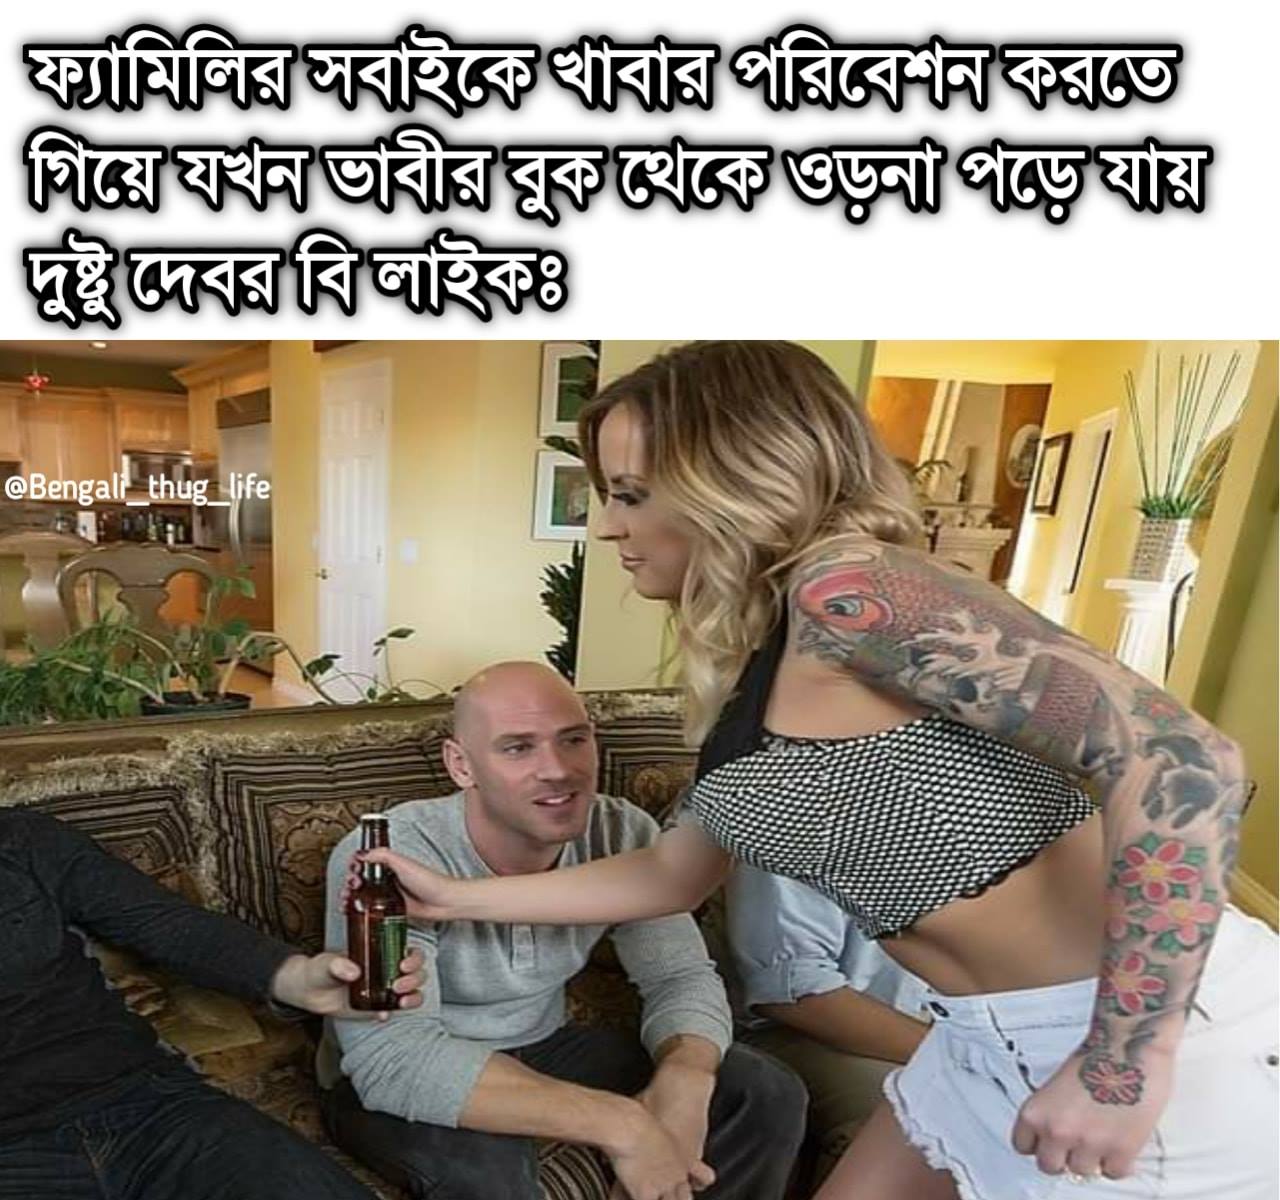 ফ্যামিলির সবাইকে খাবার পরিবেশন করতে
গিয়ে যখন ভাবীর বুক থেকে ওড়না পড়ে যায়
দুষ্টু দেবর বি লাইকঃ
@Bengali_thug_life